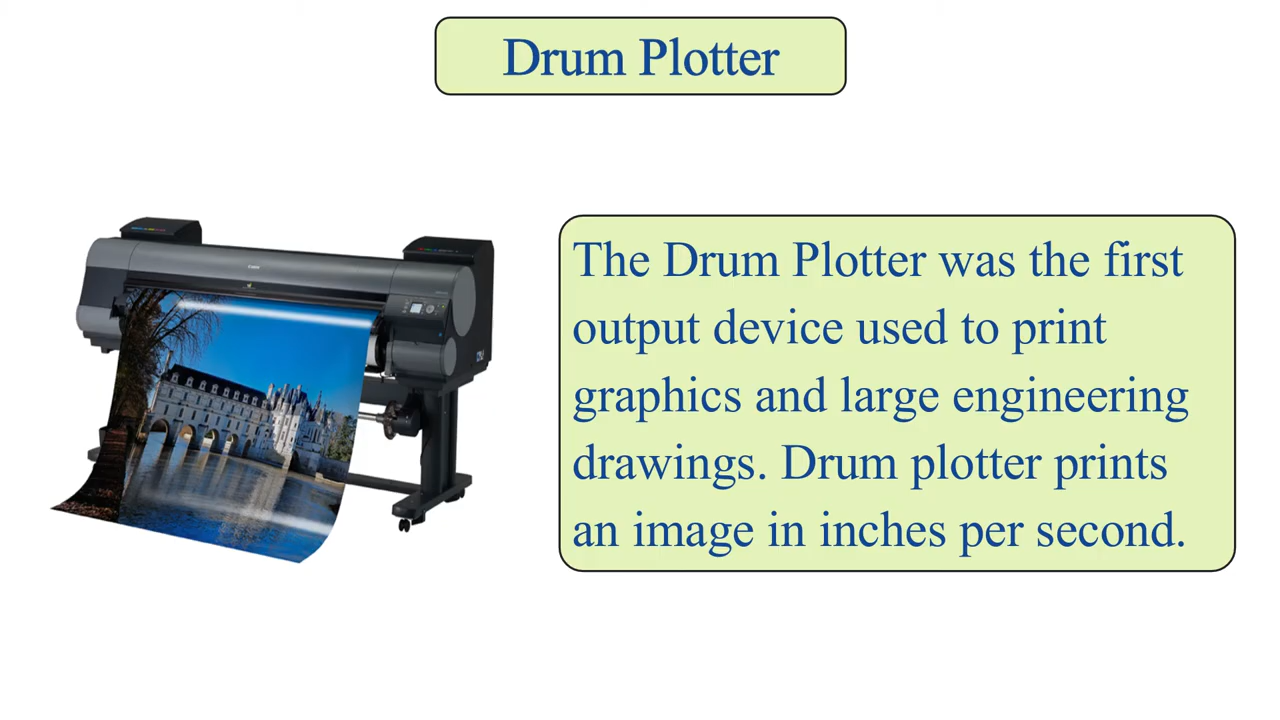 Drum Plotter
The Drum Plotter was the first
output device used to print
graphics and large engineering
drawings. Drum plotter prints
an image in inches per second.